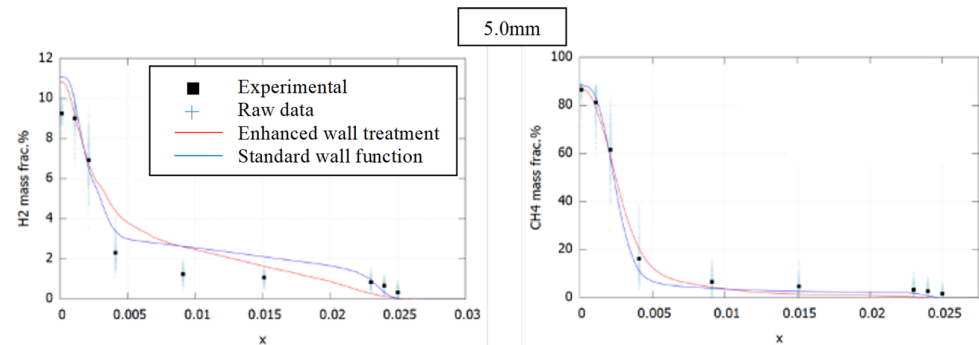 5.0mm
12
10
8
6
4
2
0
H2 mass frac.%
Experimental
Raw data
Enhanced wall treatment
Standard wall function
0 0.005 0.01 0.015 0.02 0.025 0.03
x
100
80
60
40
20
0
CH4 mass frac.%
0 0.005 0.01 0.015 0.02 0.025
x